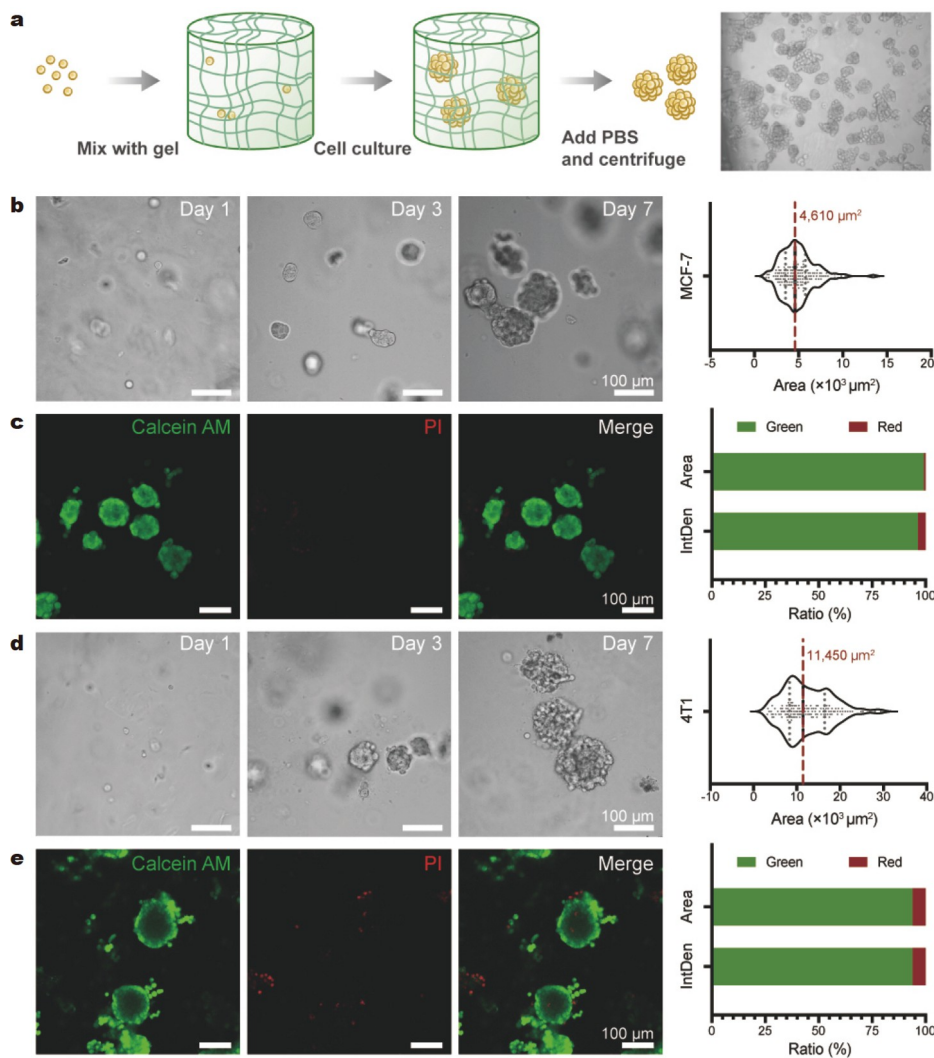 a
Mix with gel
Cell culture
Add PBS
and centrifuge
b
Day 1
Day 3
Day 7
100 μm
4,610 μm²
MCF-7
-5 0 5 10 15 20
Area (×10³ μm²)
c
Calcein AM
PI
Merge
100 μm
Green
Red
Area
IntDen
0 25 50 75 100
Ratio (%)
d
Day 1
Day 3
Day 7
100 μm
11,450 μm²
4T1
-10 0 10 20 30 40
Area (×10³ μm²)
e
Calcein AM
PI
Merge
100 μm
Green
Red
Area
IntDen
0 25 50 75 100
Ratio (%)